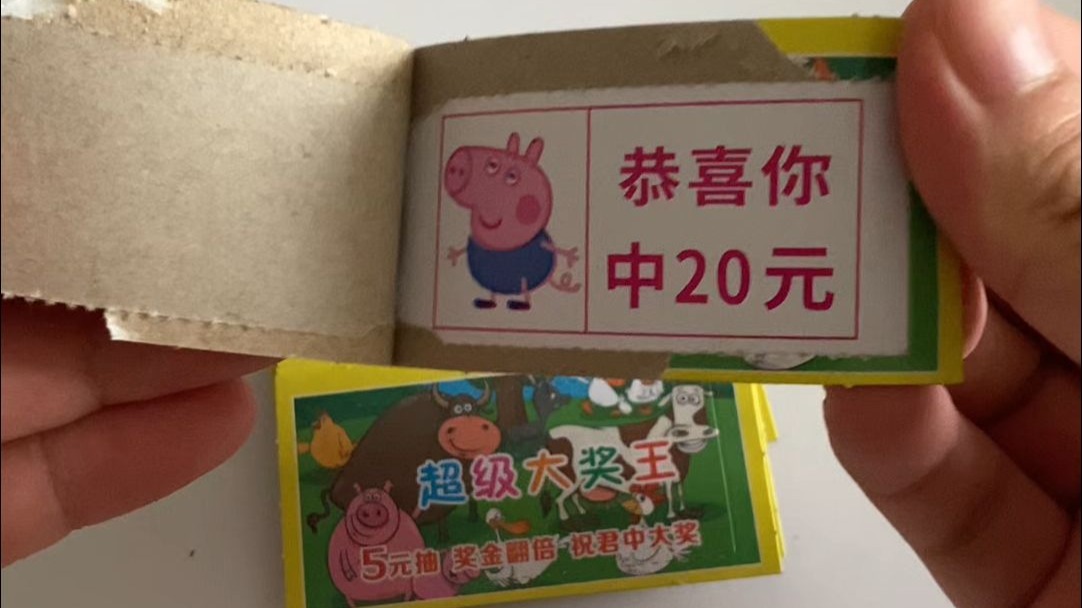 恭喜你
中20元
超级大奖王
5元抽 奖金翻倍 祝君中大奖